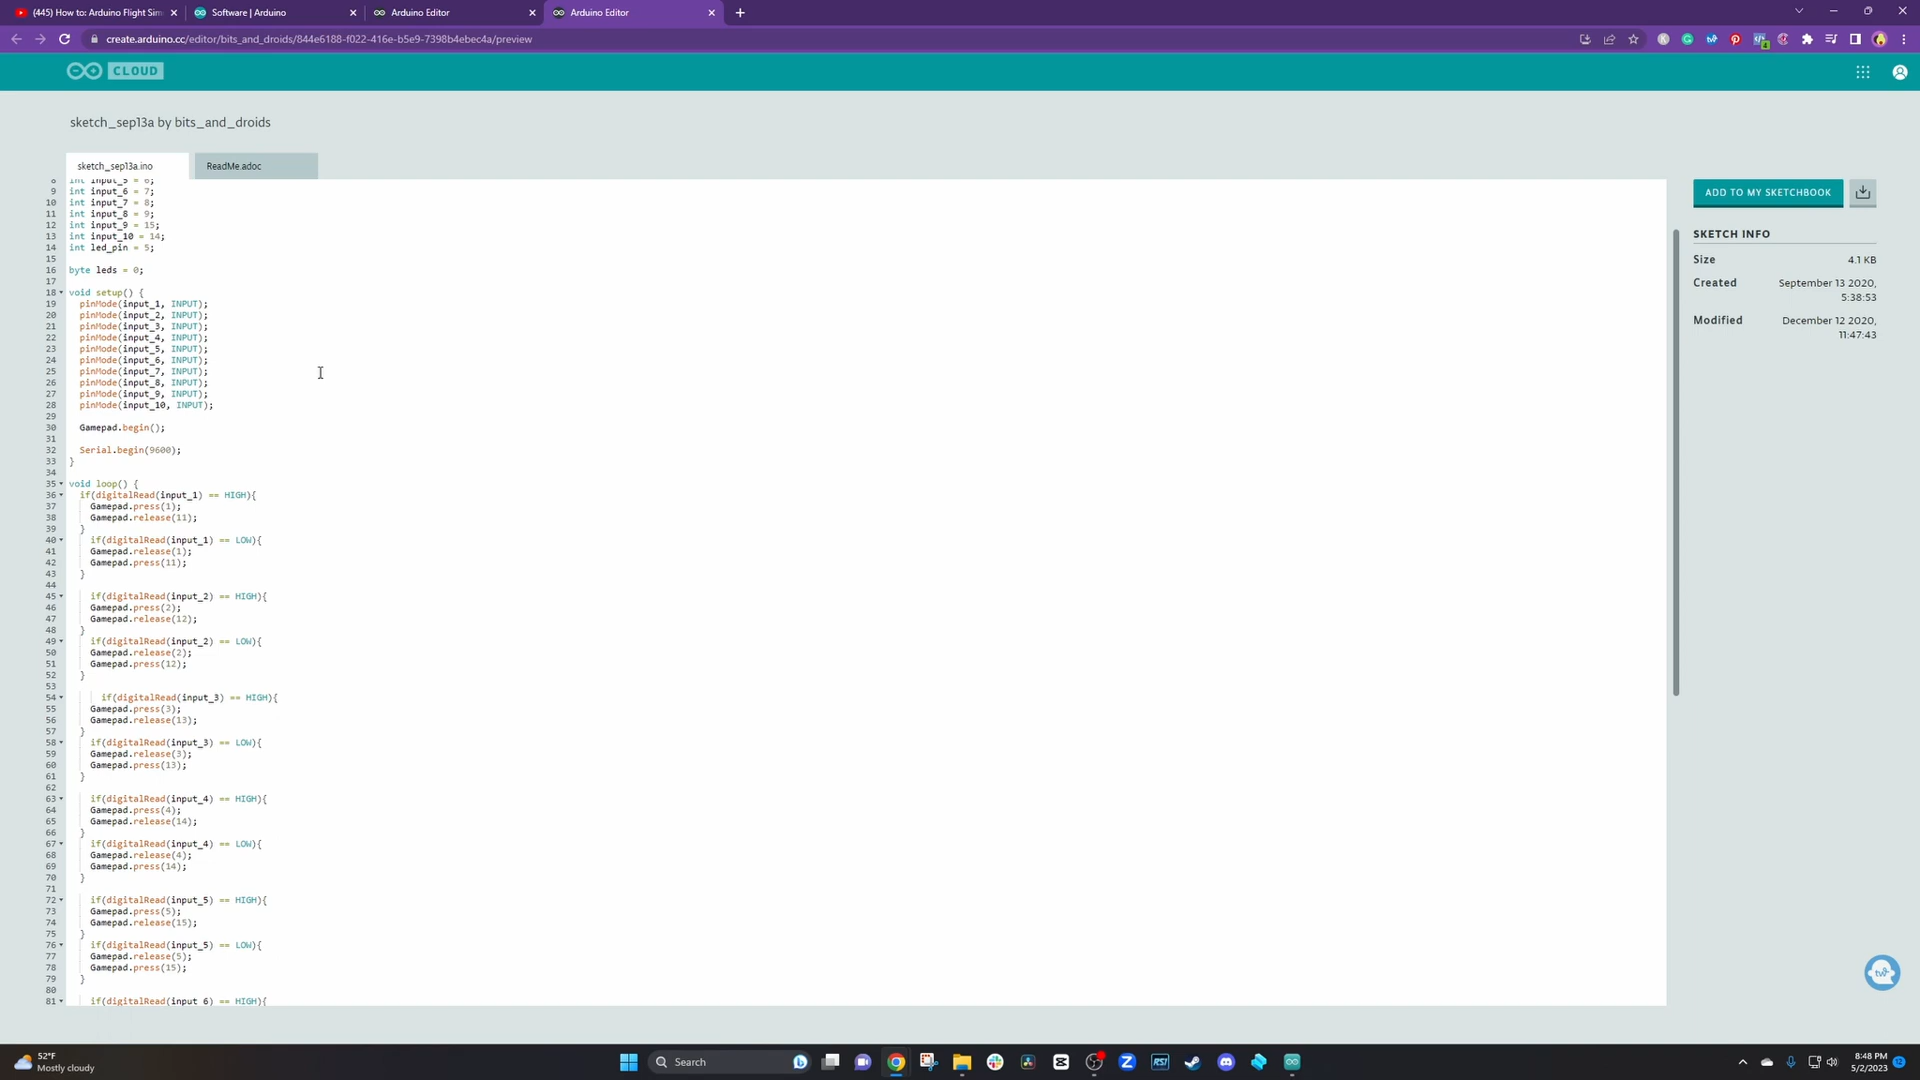 (445) How to: Arduino Flight Sim
Software | Arduino
Arduino Editor
Arduino Editor
create.arduino.cc/editor/bits_and_droids/844e6188-f022-416e-b5e9-7398b4ebec4a/preview
CLOUD
sketch_sep13a by bits_and_droids
sketch_sep13a.ino
ReadMe.adoc
8 int input_5 = 6;
9 int input_6 = 7;
10 int input_7 = 8;
11 int input_8 = 9;
12 int input_9 = 15;
13 int input_10 = 14;
14 int led_pin = 5;
15
16 byte leds = 0;
17
18 void setup() {
19 pinMode(input_1, INPUT);
20 pinMode(input_2, INPUT);
21 pinMode(input_3, INPUT);
22 pinMode(input_4, INPUT);
23 pinMode(input_5, INPUT);
24 pinMode(input_6, INPUT);
25 pinMode(input_7, INPUT);
26 pinMode(input_8, INPUT);
27 pinMode(input_9, INPUT);
28 pinMode(input_10, INPUT);
29
30 Gamepad.begin();
31
32 Serial.begin(9600);
33 }
34
35 void loop() {
36 if(digitalRead(input_1) == HIGH){
37 Gamepad.press(1);
38 Gamepad.release(11);
39 }
40 if(digitalRead(input_1) == LOW){
41 Gamepad.release(1);
42 Gamepad.press(11);
43 }
44
45 if(digitalRead(input_2) == HIGH){
46 Gamepad.press(2);
47 Gamepad.release(12);
48 }
49 if(digitalRead(input_2) == LOW){
50 Gamepad.release(2);
51 Gamepad.press(12);
52 }
53
54 if(digitalRead(input_3) == HIGH){
55 Gamepad.press(3);
56 Gamepad.release(13);
57 }
58 if(digitalRead(input_3) == LOW){
59 Gamepad.release(3);
60 Gamepad.press(13);
61 }
62
63 if(digitalRead(input_4) == HIGH){
64 Gamepad.press(4);
65 Gamepad.release(14);
66 }
67 if(digitalRead(input_4) == LOW){
68 Gamepad.release(4);
69 Gamepad.press(14);
70 }
71
72 if(digitalRead(input_5) == HIGH){
73 Gamepad.press(5);
74 Gamepad.release(15);
75 }
76 if(digitalRead(input_5) == LOW){
77 Gamepad.release(5);
78 Gamepad.press(15);
79 }
80
81 if(digitalRead(input_6) == HIGH){
ADD TO MY SKETCHBOOK
SKETCH INFO
Size 4.1 KB
Created September 13 2020,
5:38:53
Modified December 12 2020,
11:47:43
52°F
Mostly cloudy
Search
RSI
8:48 PM
5/2/2023